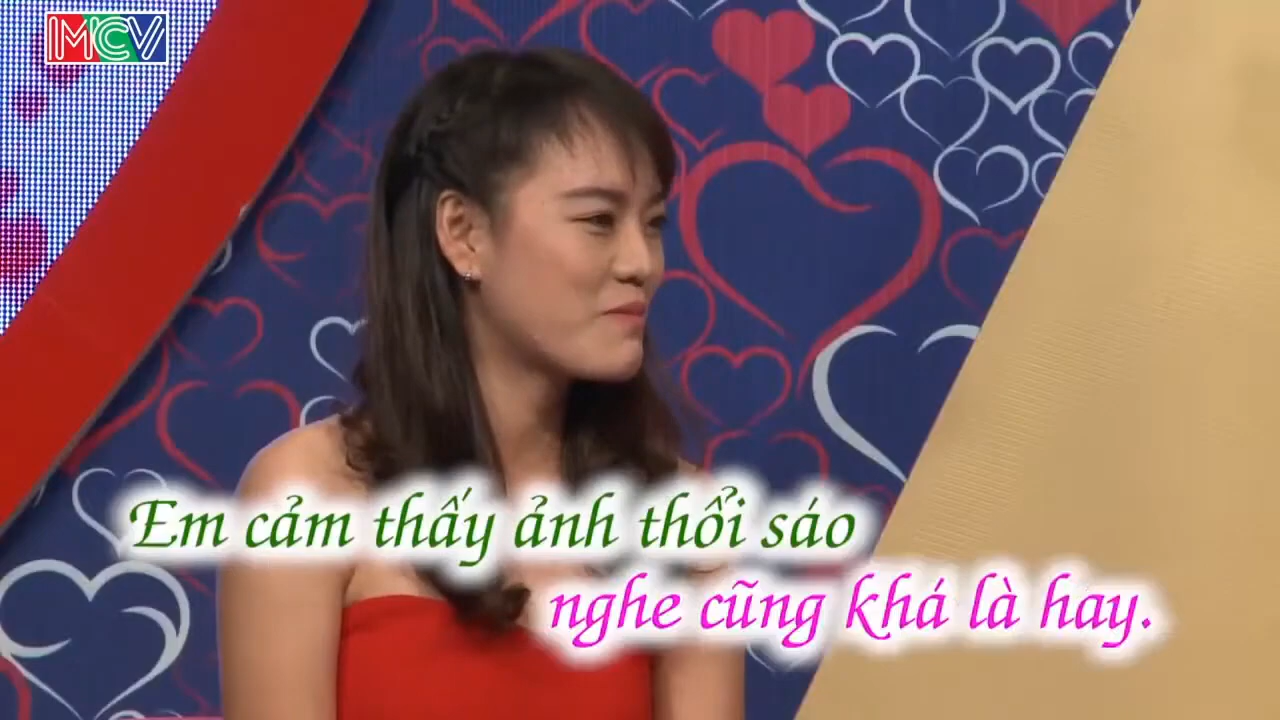 MCV
Em cảm thấy ảnh thổi sáo
nghe cũng khá là hay.